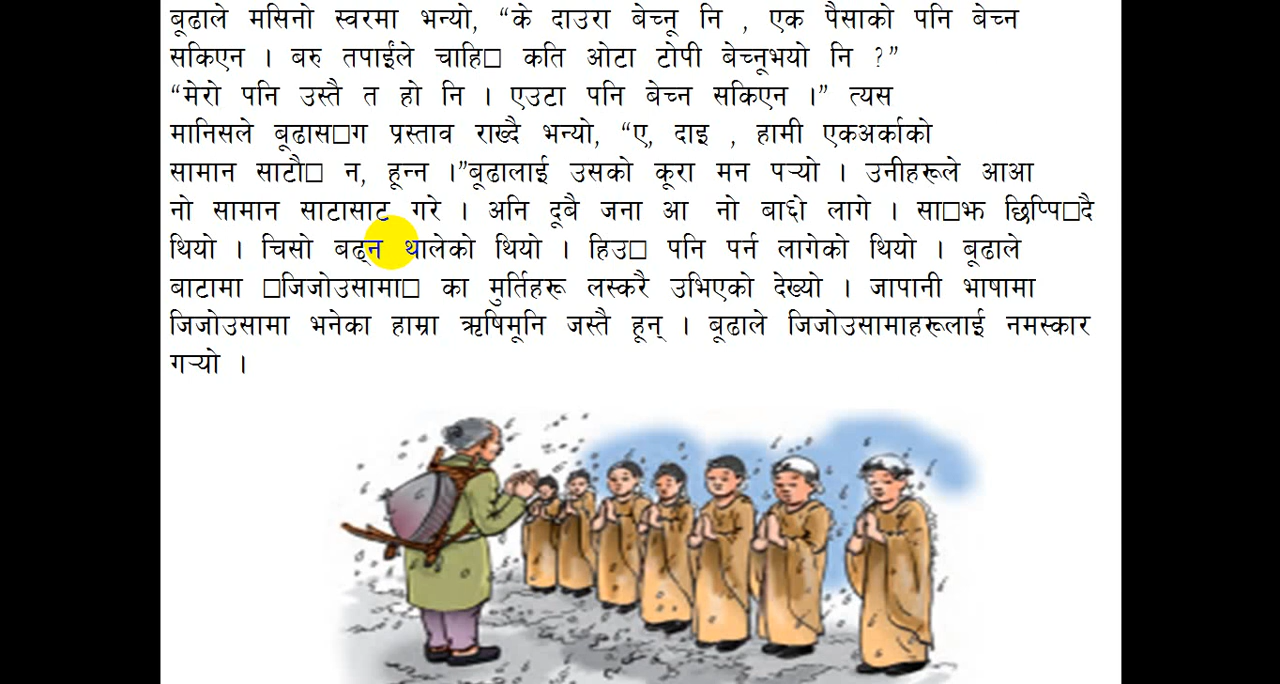 बूढाले मसिनो स्वरमा भन्यो, “के दाउरा बेच्नू नि , एक पैसाको पनि बेच्न
सकिएन । बरु तपाईंले चाहि□ कति ओटा टोपी बेच्नूभयो नि ?”
“मेरो पनि उस्तै त हो नि । एउटा पनि बेच्न सकिएन ।” त्यस
मानिसले बूढास□ग प्रस्ताव राख्दै भन्यो, “ए, दाइ , हामी एकअर्काको
सामान साटौ□ न, हून्न ।”बूढालाई उसको कूरा मन पऱ्यो । उनीहरूले आआ
नो सामान साटासाट गरे । अनि दूबै जना आ नो बाटो लागे । सा□झ छिप्पि□दै
थियो । चिसो बढ्न थालेको थियो । हिउ□ पनि पर्न लागेको थियो । बूढाले
बाटामा □जिजोउसामा□ का मुर्तिहरू लस्करै उभिएको देख्यो । जापानी भाषामा
जिजोउसामा भनेका हाम्रा ऋषिमूनि जस्तै हून् । बूढाले जिजोउसामाहरूलाई नमस्कार
गऱ्यो ।